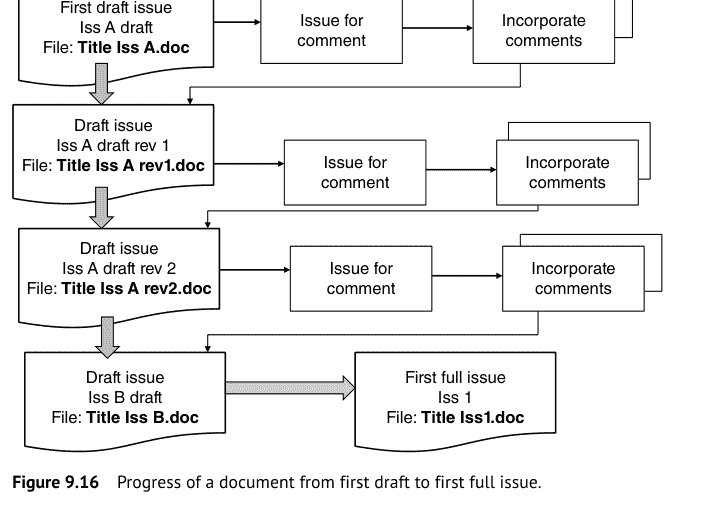 First draft issue
Iss A draft
File: Title Iss A.doc
Issue for
comment
Incorporate
comments
Draft issue
Iss A draft rev 1
File: Title Iss A rev1.doc
Issue for
comment
Incorporate
comments
Draft issue
Iss A draft rev 2
File: Title Iss A rev2.doc
Issue for
comment
Incorporate
comments
Draft issue
Iss B draft
File: Title Iss B.doc
First full issue
Iss 1
File: Title Iss1.doc
Figure 9.16 Progress of a document from first draft to first full issue.